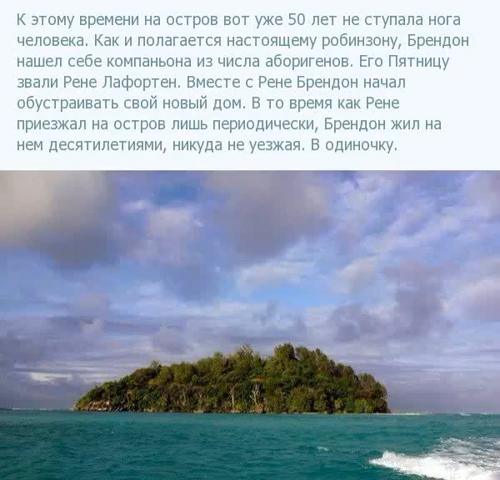 К этому времени на остров вот уже 50 лет не ступала нога
человека. Как и полагается настоящему робинзону, Брендон
нашел себе компаньона из числа аборигенов. Его Пятницу
звали Рене Лафортен. Вместе с Рене Брендон начал
обустраивать свой новый дом. В то время как Рене
приезжал на остров лишь периодически, Брендон жил на
нем десятилетиями, никуда не уезжая. В одиночку.